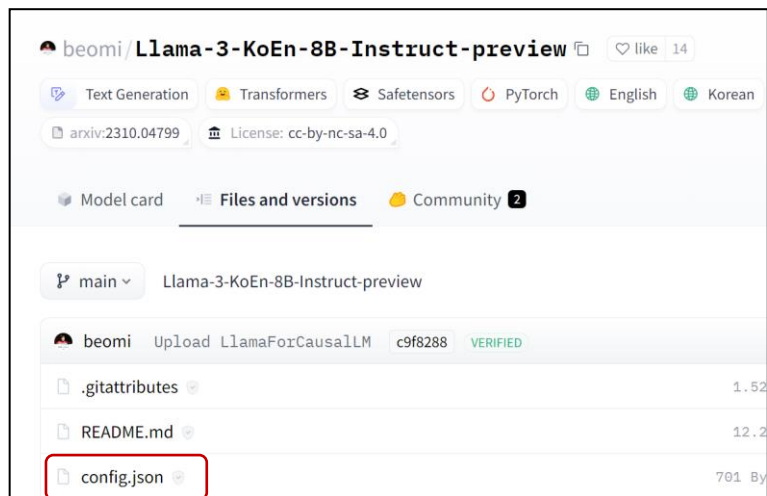 beomi/Llama-3-KoEn-8B-Instruct-preview like 14
Text Generation Transformers Safetensors PyTorch English Korean
arxiv:2310.04799 License: cc-by-nc-sa-4.0
Model card Files and versions Community 2
main Llama-3-KoEn-8B-Instruct-preview
beomi Upload LlamaForCausalLM c9f8288 VERIFIED
.gitattributes 1.52
README.md 12.2
config.json 701 By